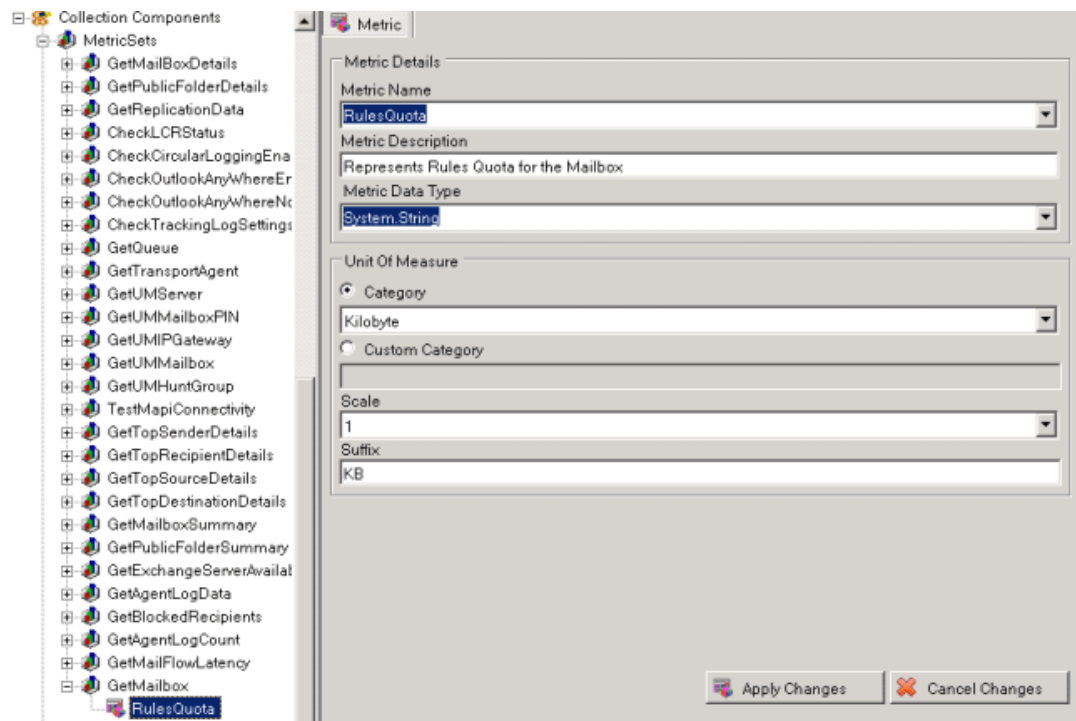 Collection Components
MetricSets
GetMailBoxDetails
GetPublicFolderDetails
GetReplicationData
CheckLCRStatus
CheckCircularLoggingEna
CheckOutlookAnyWhereEr
CheckOutlookAnyWhereNo
CheckTrackingLogSettings
GetQueue
GetTransportAgent
GetUMServer
GetUMMailboxPIN
GetUMIPGateway
GetUMMailbox
GetUMHuntGroup
TestMapiConnectivity
GetTopSenderDetails
GetTopRecipientDetails
GetTopSourceDetails
GetTopDestinationDetails
GetMailboxSummary
GetPublicFolderSummary
GetExchangeServerAvailat
GetAgentLogData
GetBlockedRecipients
GetAgentLogCount
GetMailFlowLatency
GetMailbox
RulesQuota
Metric
Metric Details
Metric Name
RulesQuota
Metric Description
Represents Rules Quota for the Mailbox
Metric Data Type
System.String
Unit Of Measure
Category
Kilobyte
Custom Category
Scale
1
Suffix
KB
Apply Changes
Cancel Changes